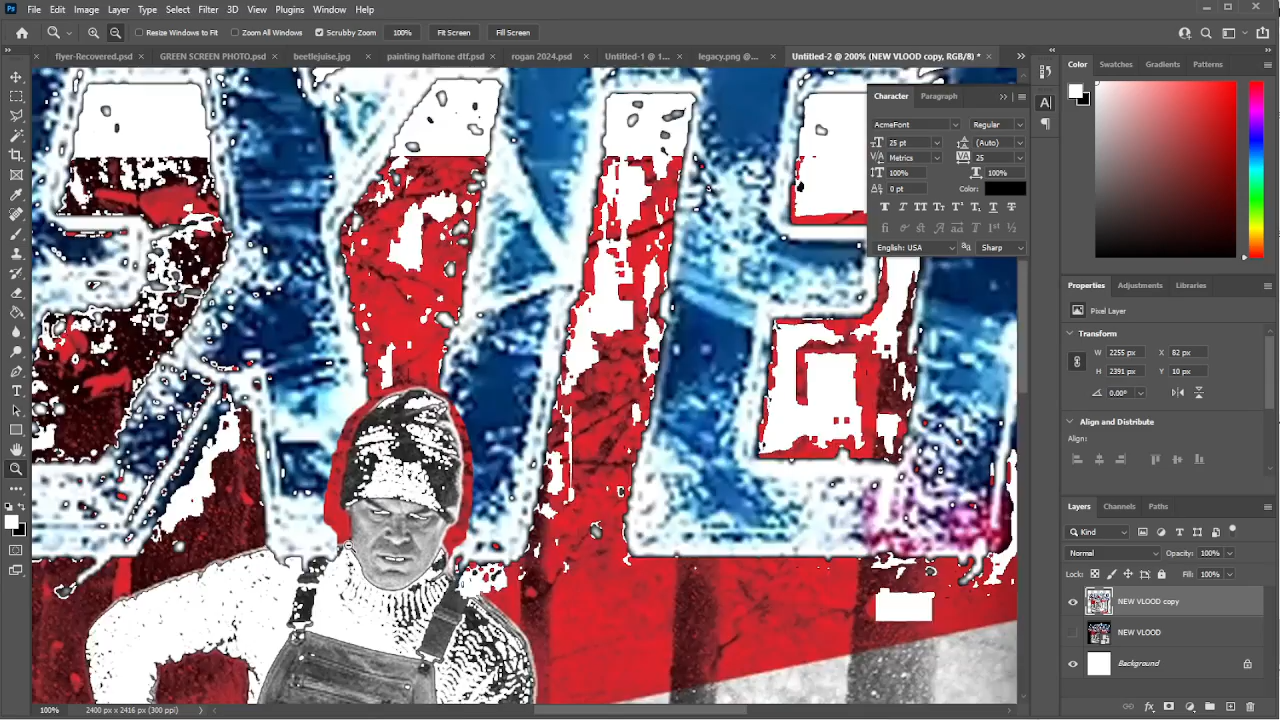 Ps File Edit Image Layer Type Select Filter 3D View Plugins Window Help
Resize Windows to Fit Zoom All Windows Scrubby Zoom 100% Fit Screen Fill Screen
flyer-Recovered.psd × GREEN SCREEN PHOTO.psd × beetlejuise.jpg × painting halftone dtf.psd × rogan 2024.psd × Untitled-1 @ 1... × legacy.png @... × Untitled-2 @ 200% (NEW VLOOD copy, RGB/8) * ×
Character Paragraph
AcmeFont Regular
25 pt (Auto)
Metrics 25
100% 100%
0 pt Color:
English: USA Sharp
Color Swatches Gradients Patterns
Properties Adjustments Libraries
Pixel Layer
Transform
W 2255 px X 82 px
H 2391 px Y 10 px
0.00°
Align and Distribute
Align:
Layers Channels Paths
Kind
Normal Opacity: 100%
Lock: Fill: 100%
NEW VLOOD copy
NEW VLOOD
Background
100% 2400 px x 2416 px (300 ppi)